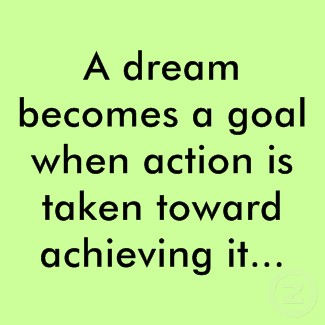 A dream
becomes a goal
when action is
taken toward
achieving it...